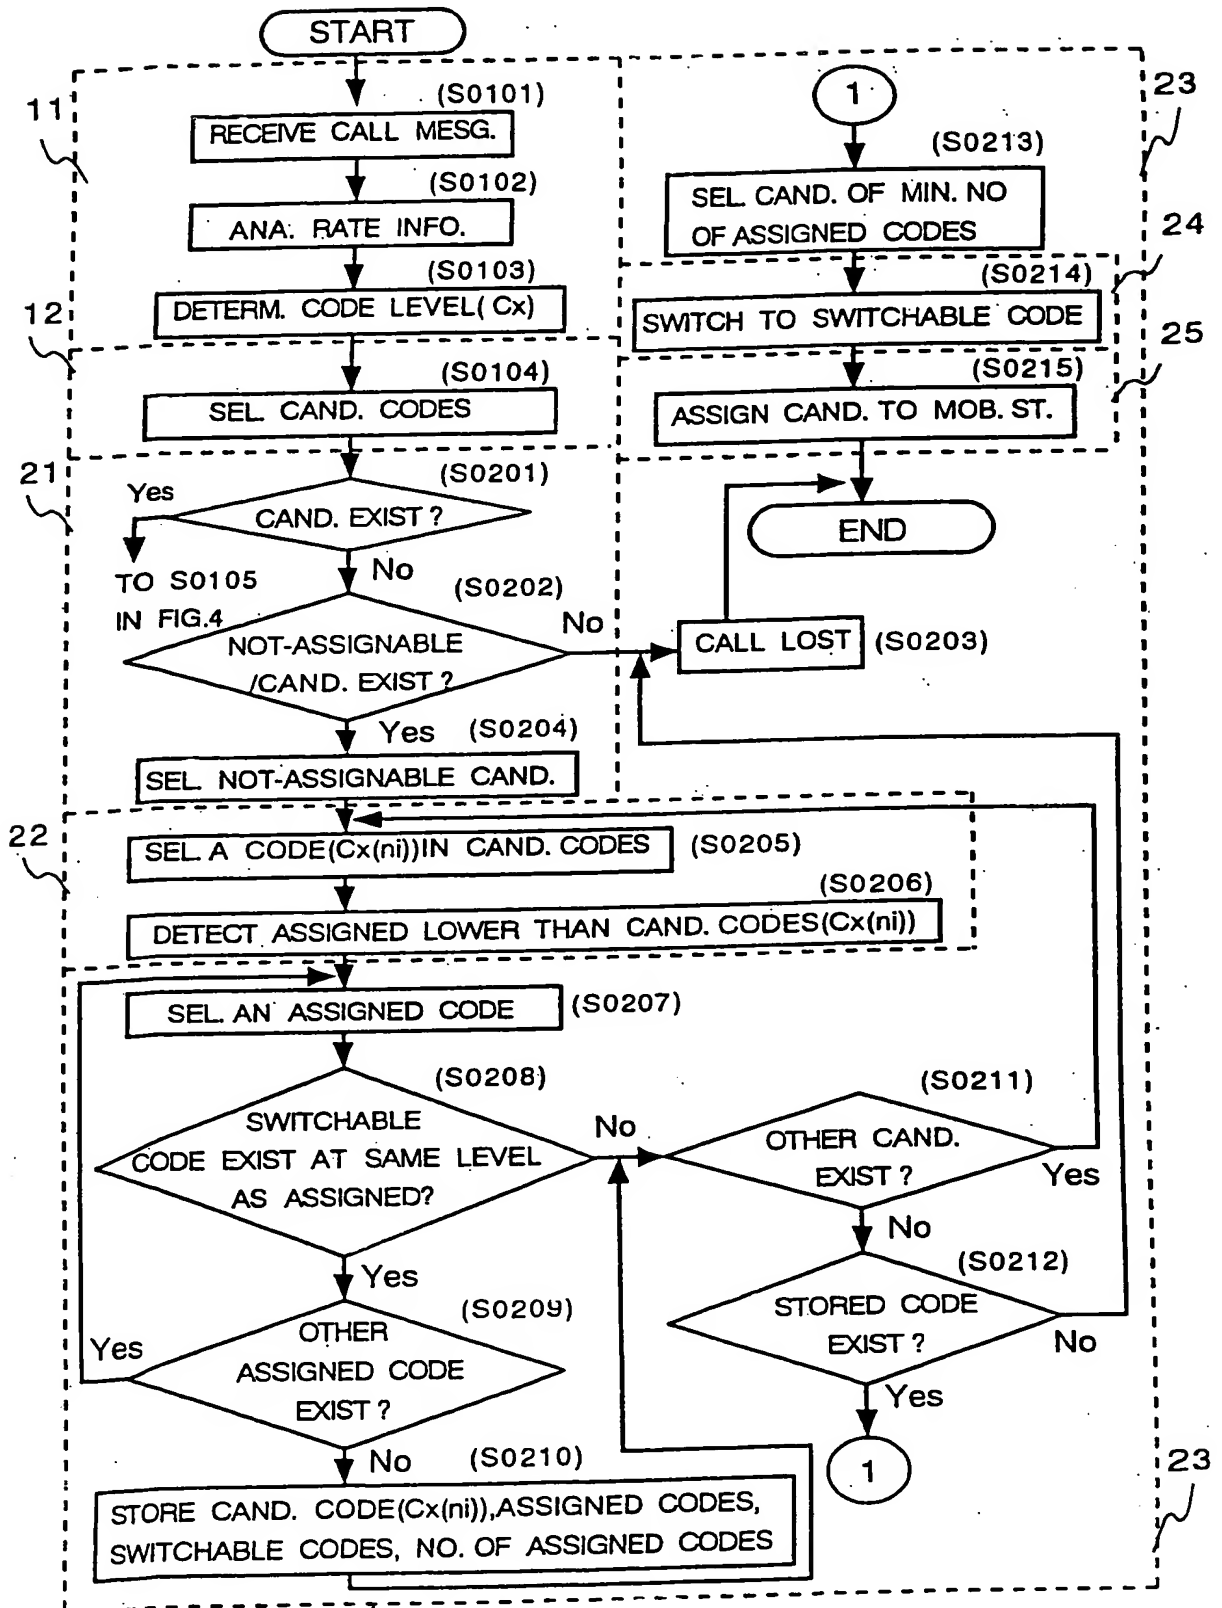 START
11
(S0101)
RECEIVE CALL MESG.
(S0102)
ANA. RATE INFO.
(S0103)
DETERM. CODE LEVEL(Cx)
12
(S0104)
SEL. CAND. CODES
21
(S0201)
CAND. EXIST?
Yes
TO S0105
IN FIG.4
No
(S0202)
NOT-ASSIGNABLE
/CAND. EXIST?
No
CALL LOST
(S0203)
Yes
(S0204)
SEL. NOT-ASSIGNABLE CAND.
22
SEL. A CODE(Cx(ni))IN CAND. CODES
(S0205)
(S0206)
DETECT ASSIGNED LOWER THAN CAND. CODES(Cx(ni))
SEL. AN ASSIGNED CODE
(S0207)
(S0208)
SWITCHABLE
CODE EXIST AT SAME LEVEL
AS ASSIGNED?
No
Yes
(S0209)
OTHER
ASSIGNED CODE
EXIST?
Yes
No
(S0210)
STORE CAND. CODE(Cx(ni)),ASSIGNED CODES,
SWITCHABLE CODES, NO. OF ASSIGNED CODES
(S0211)
OTHER CAND.
EXIST?
Yes
No
(S0212)
STORED CODE
EXIST?
No
Yes
1
23
1
23
(S0213)
SEL. CAND. OF MIN. NO
OF ASSIGNED CODES
24
(S0214)
SWITCH TO SWITCHABLE CODE
25
(S0215)
ASSIGN CAND. TO MOB. ST.
END